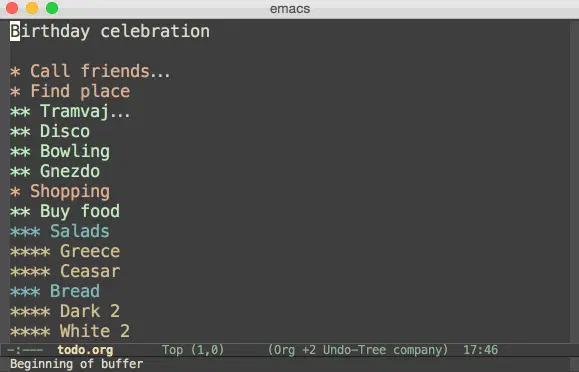 emacs
Birthday celebration
* Call friends...
* Find place
** Tramvaj...
** Disco
** Bowling
** Gnezdo
* Shopping
** Buy food
*** Salads
**** Greece
**** Ceasar
*** Bread
**** Dark 2
**** White 2
-:--- todo.org Top (1,0) (Org +2 Undo-Tree company) 17:46
Beginning of buffer